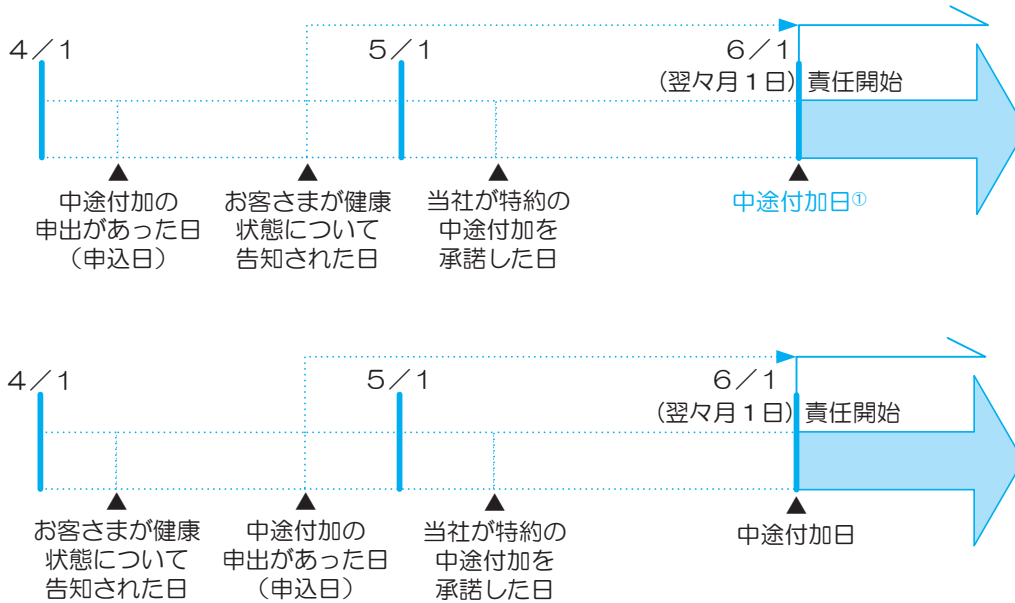 4／1
5／1
6／1
(翌々月１日) 責任開始
中途付加の
申出があった日
（申込日）
お客さまが健康
状態について
告知された日
当社が特約の
中途付加を
承諾した日
中途付加日①
4／1
5／1
6／1
(翌々月１日) 責任開始
お客さまが健康
状態について
告知された日
中途付加の
申出があった日
（申込日）
当社が特約の
中途付加を
承諾した日
中途付加日